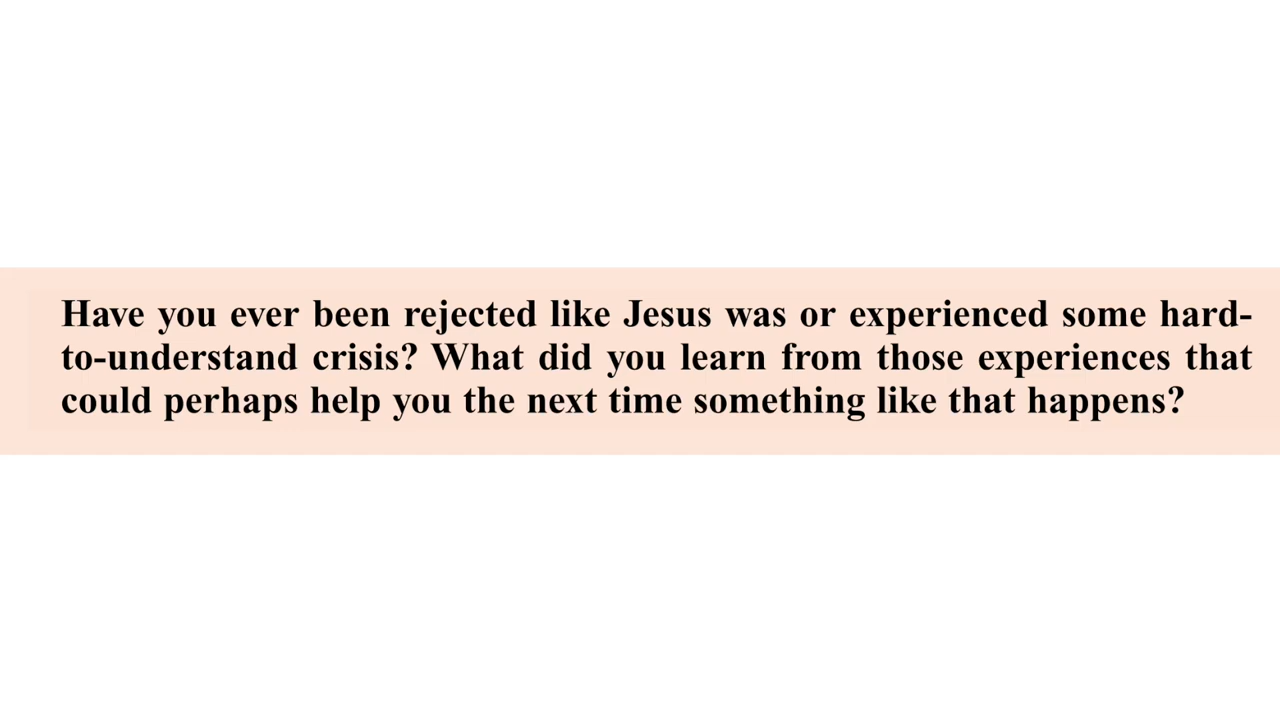 Have you ever been rejected like Jesus was or experienced some hard-
to-understand crisis? What did you learn from those experiences that
could perhaps help you the next time something like that happens?